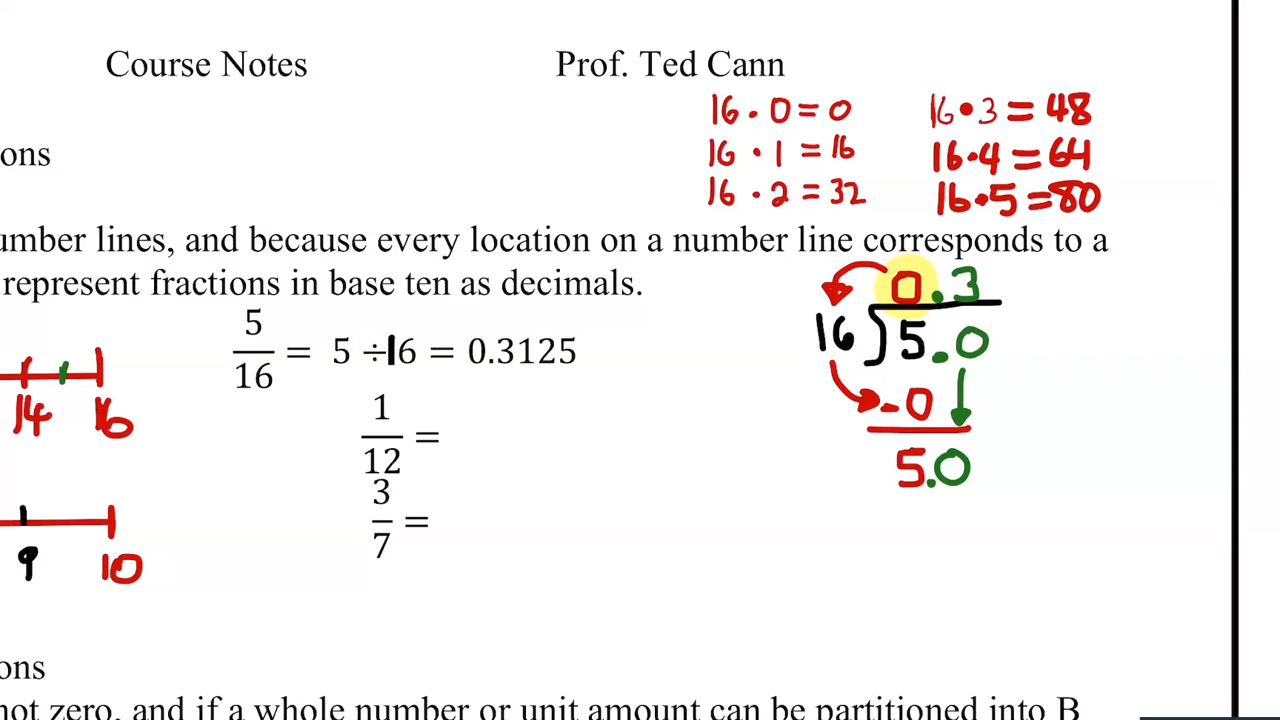 Course Notes Prof. Ted Cann
16 · 0 = 0 16 · 3 = 48
16 · 1 = 16 16 · 4 = 64
16 · 2 = 32 16 · 5 = 80
ons
umber lines, and because every location on a number line corresponds to a
represent fractions in base ten as decimals.
5/16 = 5 ÷16 = 0.3125
1/12 =
3/7 =
0.3
16 ) 5.0
-0
5.0
14 16
9 10
ons
not zero, and if a whole number or unit amount can be partitioned into B